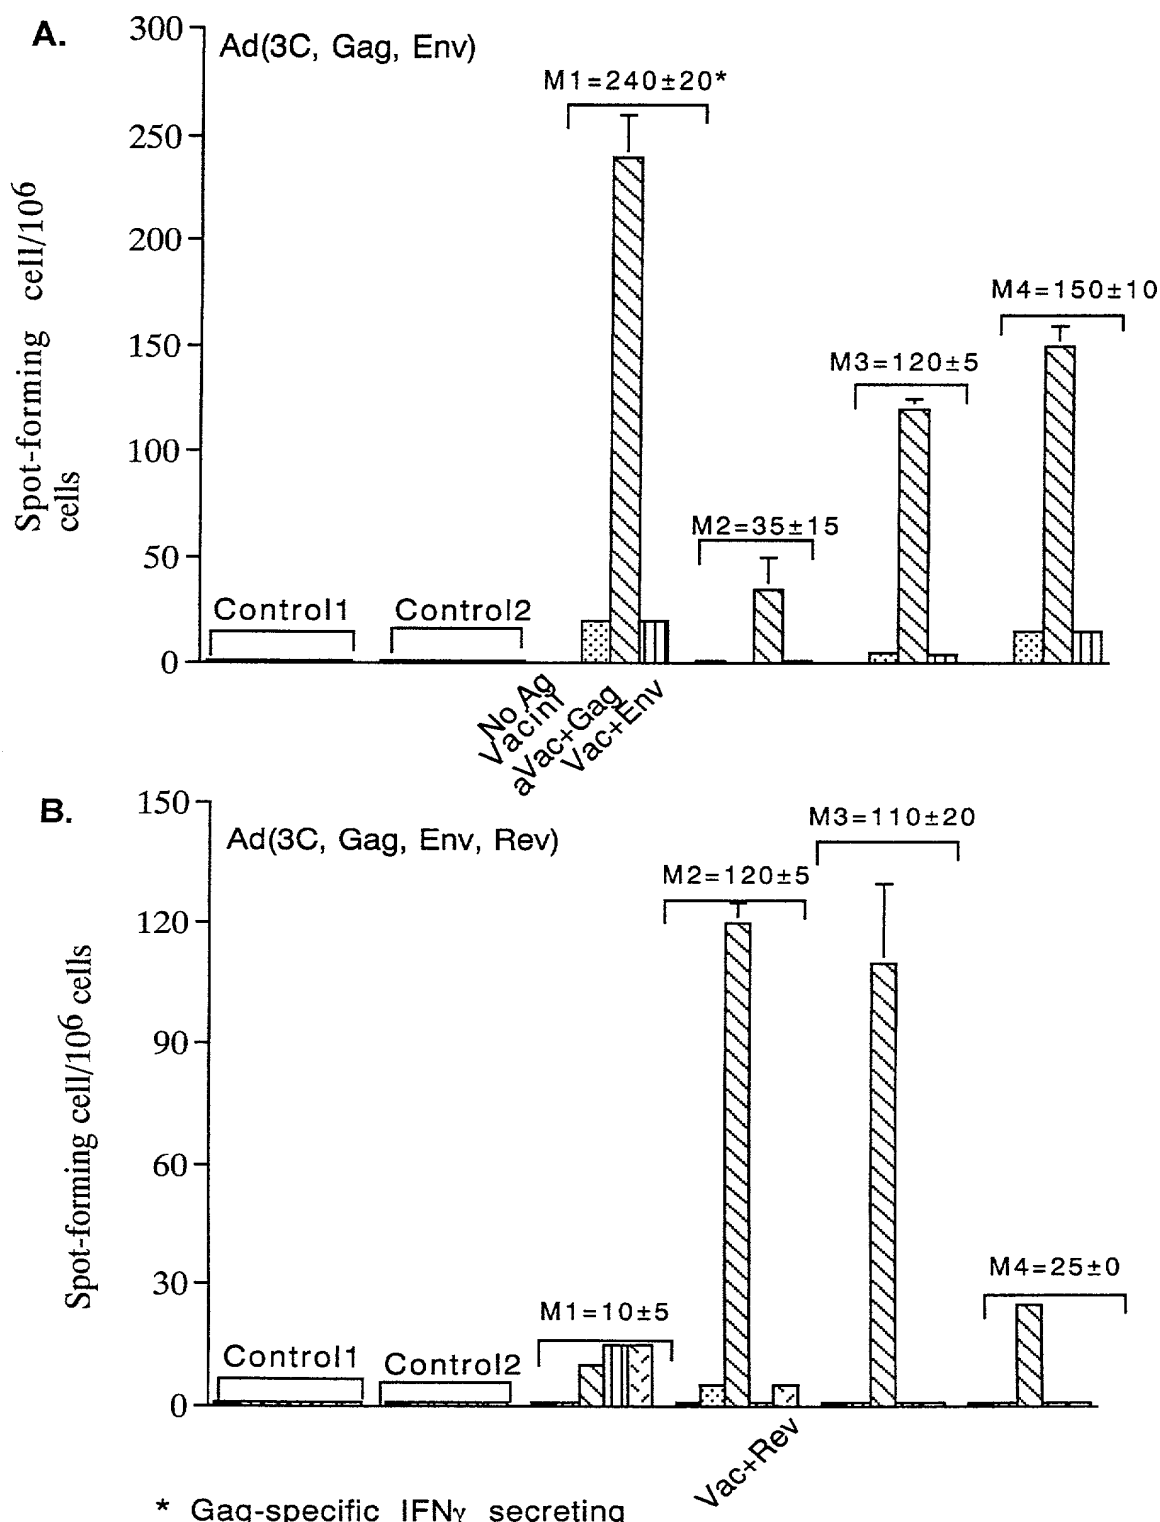 A.
Ad(3C, Gag, Env)
300
250
200
150
100
50
0
Spot-forming cell/10⁶
cells
M1=240±20*
M2=35±15
M3=120±5
M4=150±10
Control1
Control2
No Ag
Vacinf
aVac+Gag
Vac+Env
B.
Ad(3C, Gag, Env, Rev)
150
120
90
60
30
0
Spot-forming cell/10⁶ cells
M1=10±5
M2=120±5
M3=110±20
M4=25±0
Control1
Control2
Vac+Rev
* Gag-specific IFNγ secreting